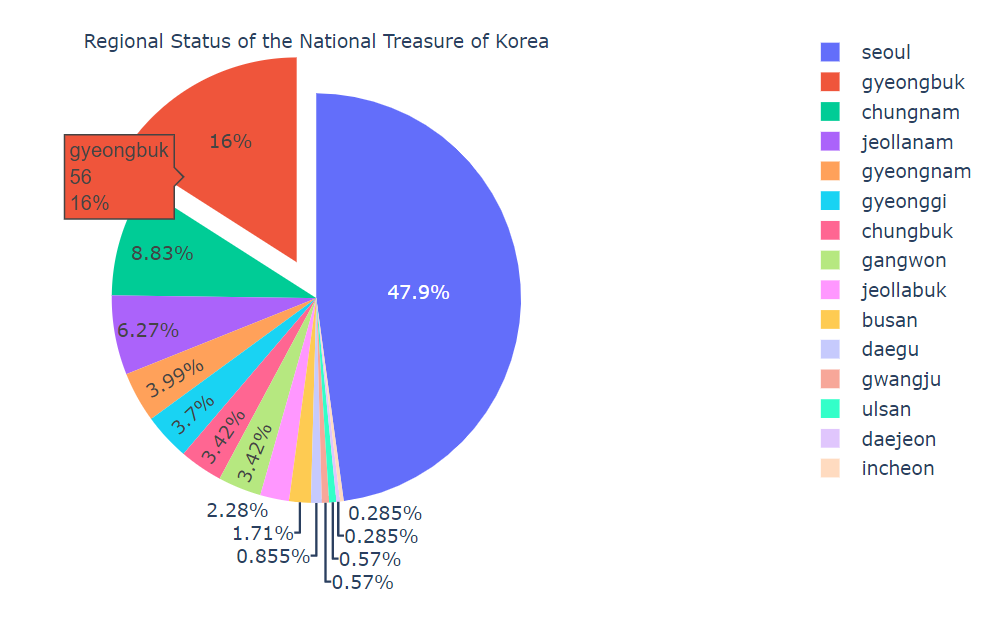 Regional Status of the National Treasure of Korea
seoul
gyeongbuk
chungnam
jeollanam
gyeongnam
gyeonggi
chungbuk
gangwon
jeollabuk
busan
daegu
gwangju
ulsan
daejeon
incheon
16%
gyeongbuk
56
16%
8.83%
47.9%
6.27%
3.99%
3.7%
3.42%
3.42%
2.28%
1.71%
0.855%
0.285%
0.285%
0.57%
0.57%